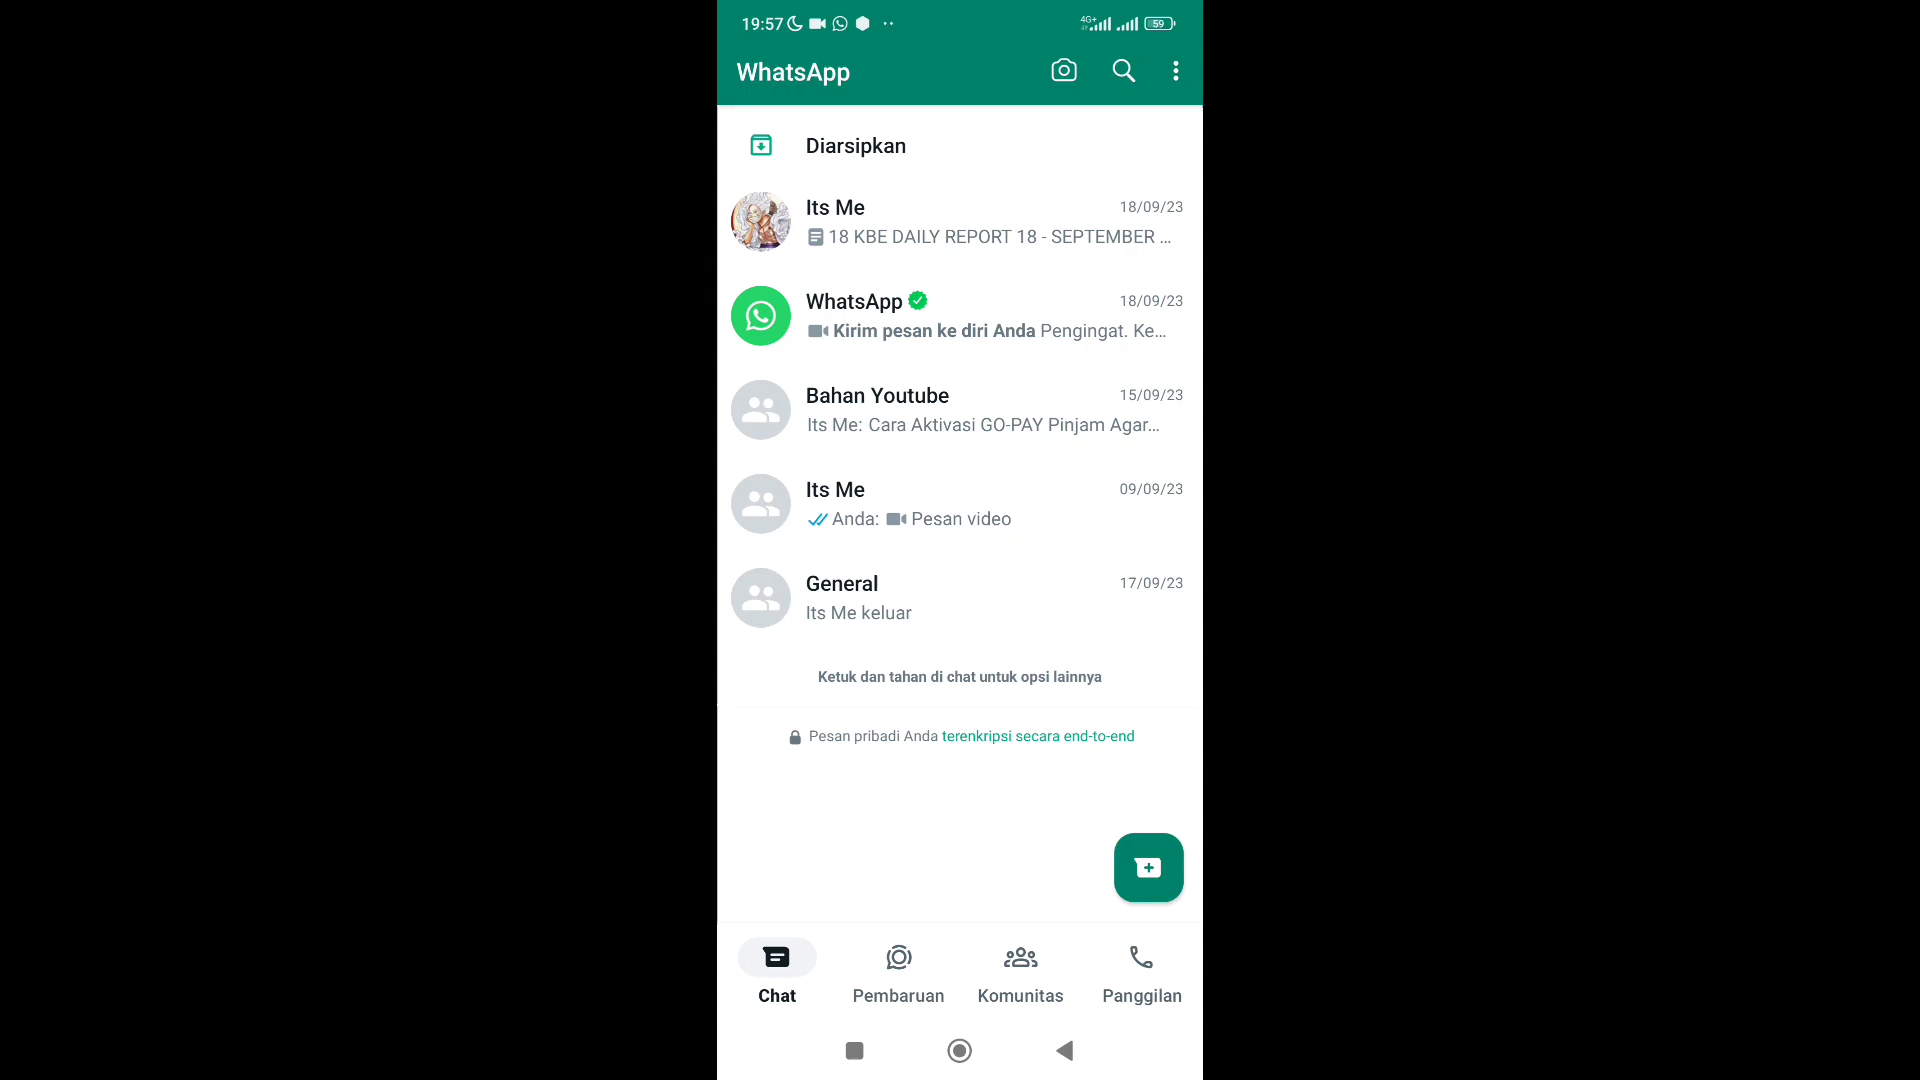 19:57
4G+ 59
WhatsApp
Diarsipkan
Its Me 18/09/23
18 KBE DAILY REPORT 18 - SEPTEMBER ...
WhatsApp 18/09/23
Kirim pesan ke diri Anda Pengingat. Ke...
Bahan Youtube 15/09/23
Its Me: Cara Aktivasi GO-PAY Pinjam Agar...
Its Me 09/09/23
Anda: Pesan video
General 17/09/23
Its Me keluar
Ketuk dan tahan di chat untuk opsi lainnya
Pesan pribadi Anda terenkripsi secara end-to-end
Chat Pembaruan Komunitas Panggilan